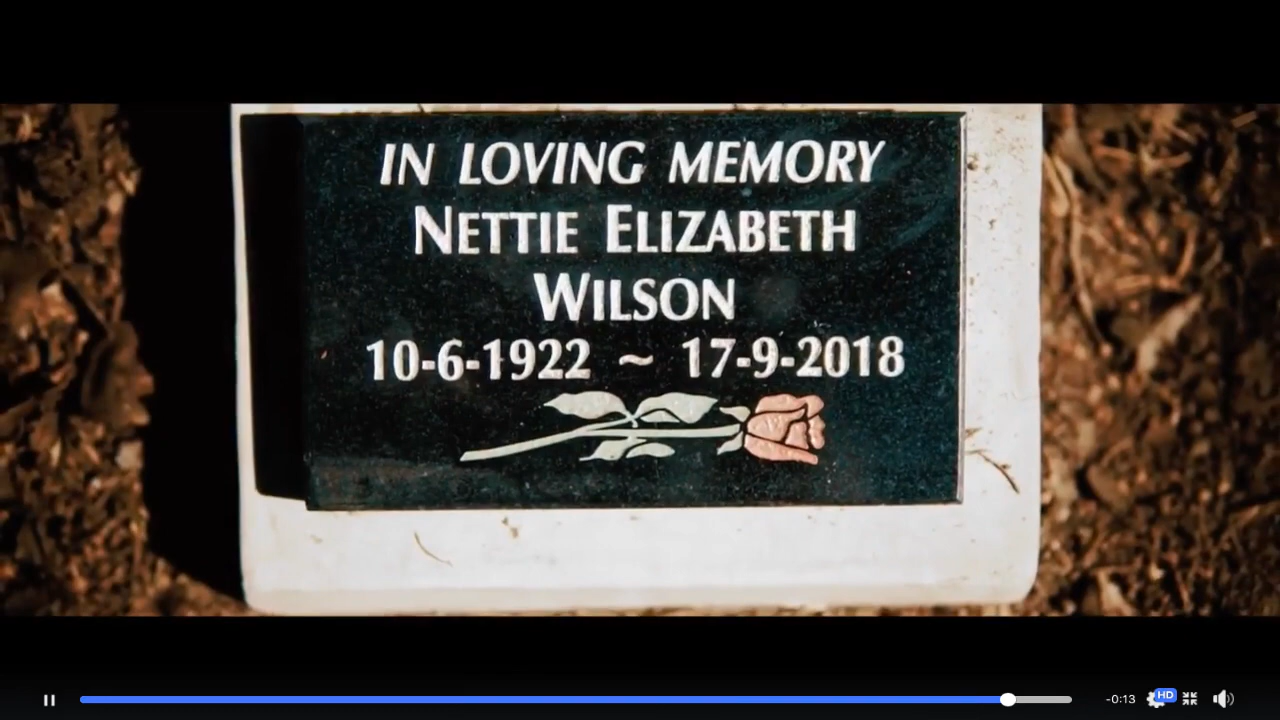 IN LOVING MEMORY
NETTIE ELIZABETH
WILSON
10-6-1922 ~ 17-9-2018
-0:13 HD